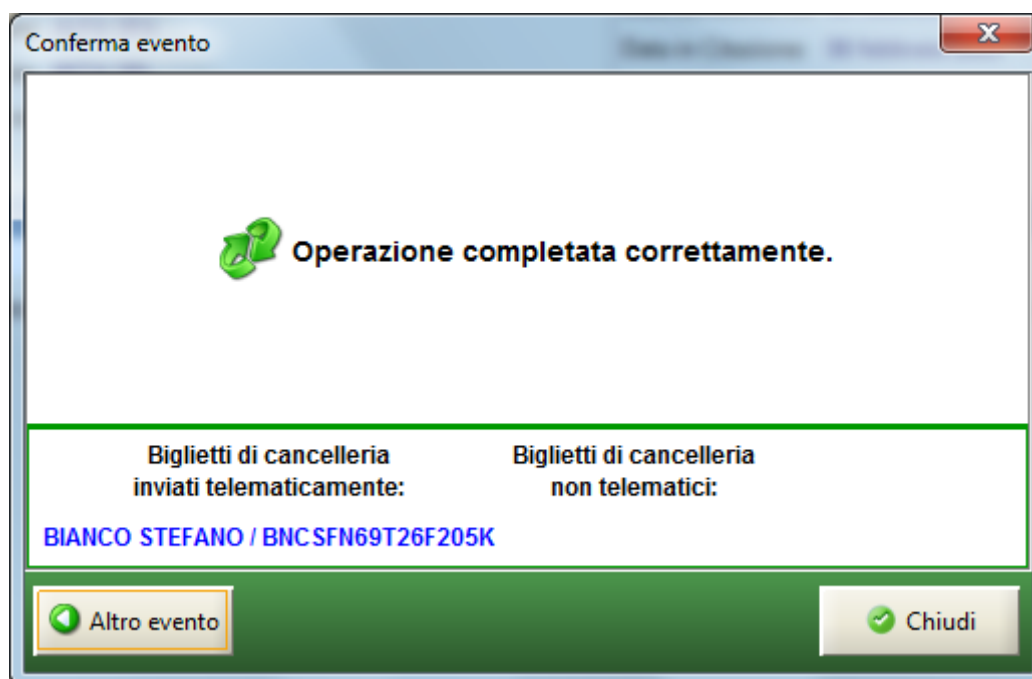 Conferma evento
Operazione completata correttamente.
Biglietti di cancelleria
inviati telematicamente:
Biglietti di cancelleria
non telematici:
BIANCO STEFANO / BNCSFN69T26F205K
Altro evento
Chiudi